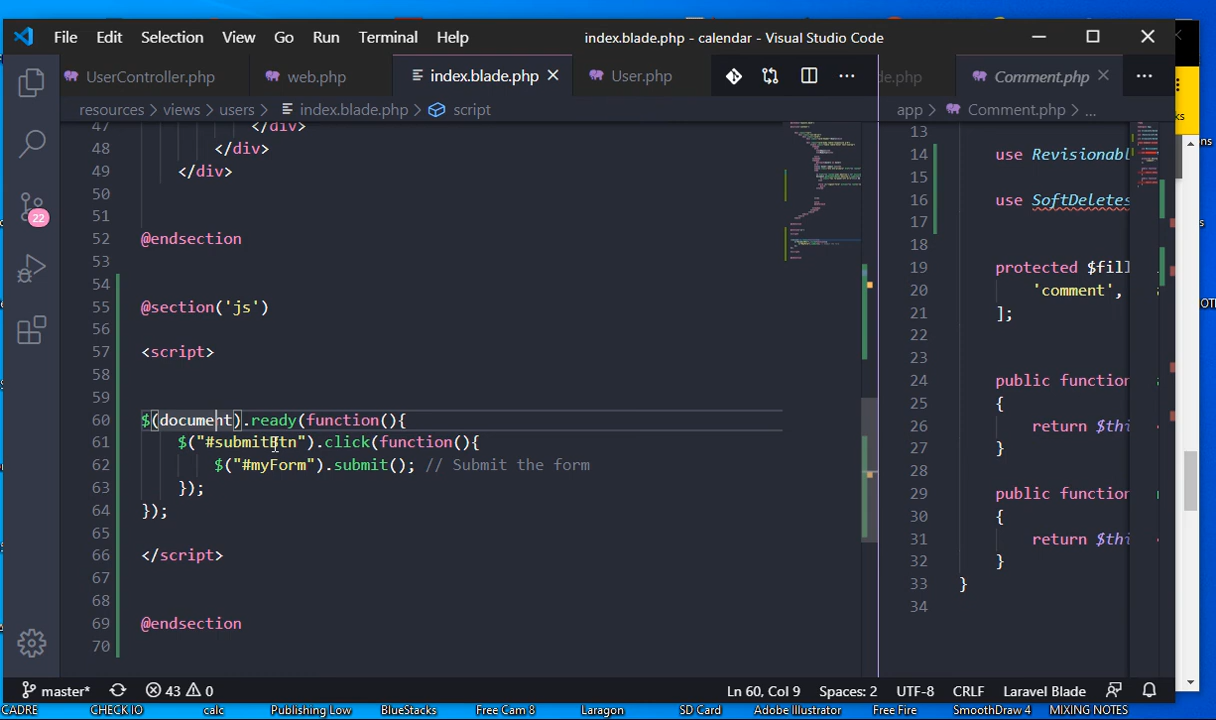 File Edit Selection View Go Run Terminal Help index.blade.php - calendar - Visual Studio Code
UserController.php web.php index.blade.php User.php Comment.php
resources > views > users > index.blade.php > script
app > Comment.php > ...
47 </div>
48 </div>
49 </div>
50
51
52 @endsection
53
54
55 @section('js')
56
57 <script>
58
59
60 $(document).ready(function(){
61 $("#submitBtn").click(function(){
62 $("#myForm").submit(); // Submit the form
63 });
64 });
65
66 </script>
67
68
69 @endsection
70
13
14 use Revisionabl
15
16 use SoftDeletes
17
18
19 protected $fill
20 'comment',
21 ];
22
23
24 public function
25 {
26 return $thi
27 }
28
29 public function
30 {
31 return $thi
32 }
33 }
34
22
master* 43 0 Ln 60, Col 9 Spaces: 2 UTF-8 CRLF Laravel Blade
CADRE CHECK IO calc Publishing Low BlueStacks Free Cam 8 Laragon SD Card Adobe Illustrator Free Fire SmoothDraw 4 MIXING NOTES